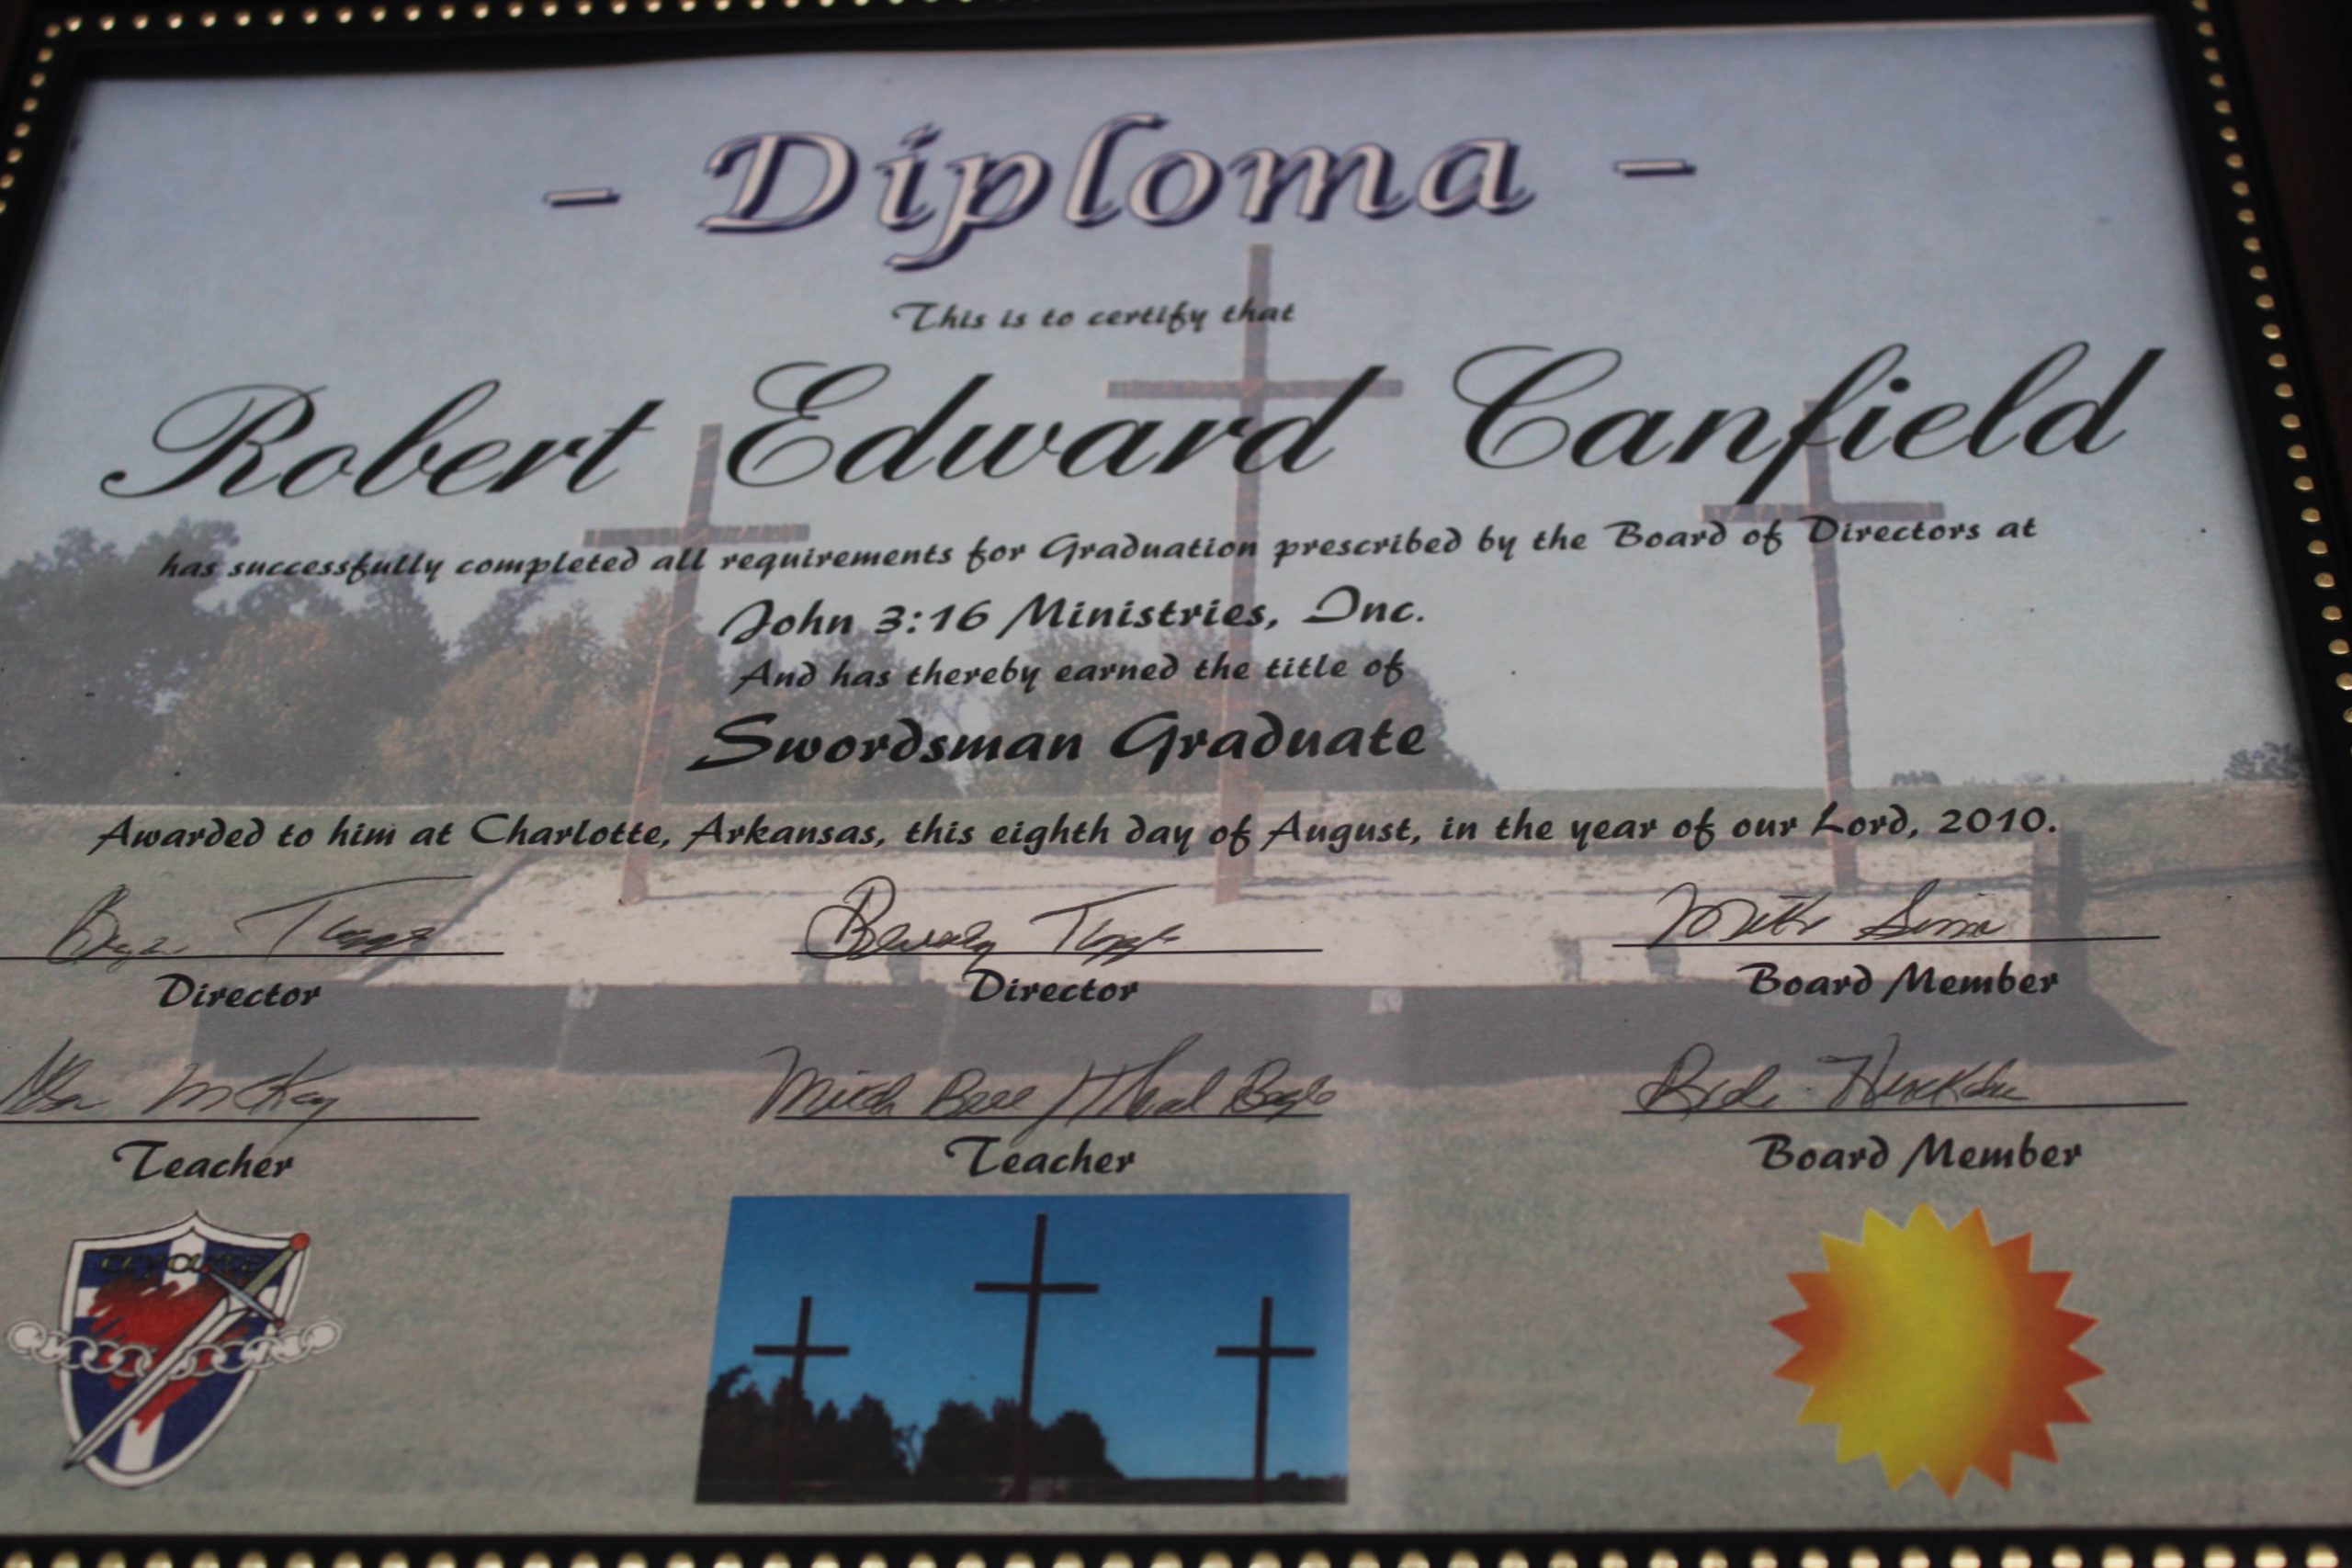 - Diploma -
This is to certify that
Robert Edward Canfield
has successfully completed all requirements for Graduation prescribed by the Board of Directors at
John 3:16 Ministries, Inc.
And has thereby earned the title of
Swordsman Graduate
Awarded to him at Charlotte, Arkansas, this eighth day of August, in the year of our Lord, 2010.
Beverly
Director Director Board Member
McKay
Teacher Teacher Board Member